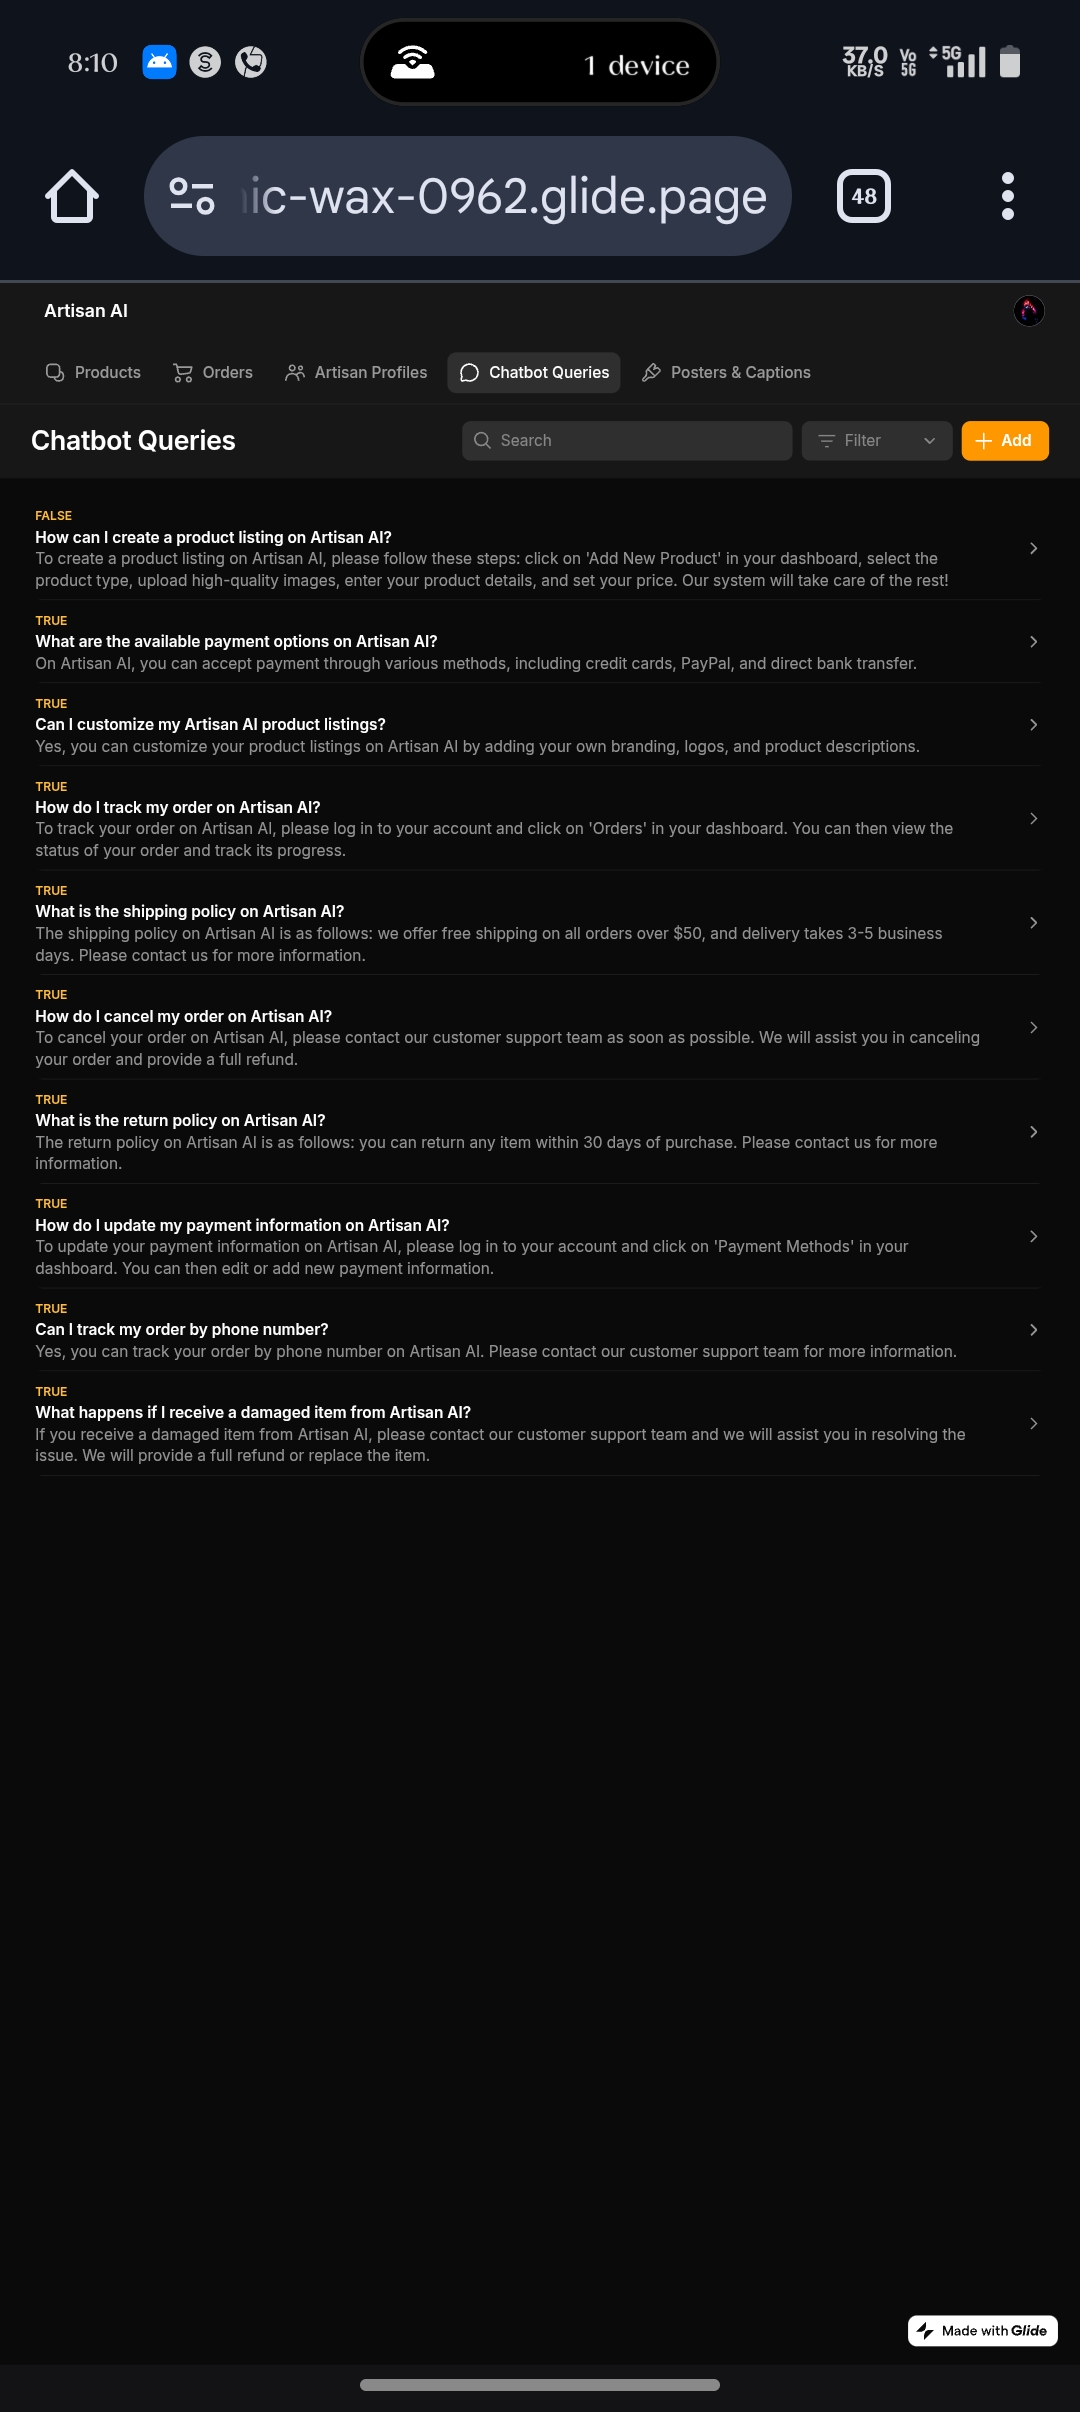 8:10
1 device
37.0
KB/S
Vo
5G
5G
ic-wax-0962.glide.page
48
Artisan AI
Products
Orders
Artisan Profiles
Chatbot Queries
Posters & Captions
Chatbot Queries
Search
Filter
Add
FALSE
How can I create a product listing on Artisan AI?
To create a product listing on Artisan AI, please follow these steps: click on 'Add New Product' in your dashboard, select the
product type, upload high-quality images, enter your product details, and set your price. Our system will take care of the rest!
TRUE
What are the available payment options on Artisan AI?
On Artisan AI, you can accept payment through various methods, including credit cards, PayPal, and direct bank transfer.
TRUE
Can I customize my Artisan AI product listings?
Yes, you can customize your product listings on Artisan AI by adding your own branding, logos, and product descriptions.
TRUE
How do I track my order on Artisan AI?
To track your order on Artisan AI, please log in to your account and click on 'Orders' in your dashboard. You can then view the
status of your order and track its progress.
TRUE
What is the shipping policy on Artisan AI?
The shipping policy on Artisan AI is as follows: we offer free shipping on all orders over $50, and delivery takes 3-5 business
days. Please contact us for more information.
TRUE
How do I cancel my order on Artisan AI?
To cancel your order on Artisan AI, please contact our customer support team as soon as possible. We will assist you in canceling
your order and provide a full refund.
TRUE
What is the return policy on Artisan AI?
The return policy on Artisan AI is as follows: you can return any item within 30 days of purchase. Please contact us for more
information.
TRUE
How do I update my payment information on Artisan AI?
To update your payment information on Artisan AI, please log in to your account and click on 'Payment Methods' in your
dashboard. You can then edit or add new payment information.
TRUE
Can I track my order by phone number?
Yes, you can track your order by phone number on Artisan AI. Please contact our customer support team for more information.
TRUE
What happens if I receive a damaged item from Artisan AI?
If you receive a damaged item from Artisan AI, please contact our customer support team and we will assist you in resolving the
issue. We will provide a full refund or replace the item.
Made with Glide